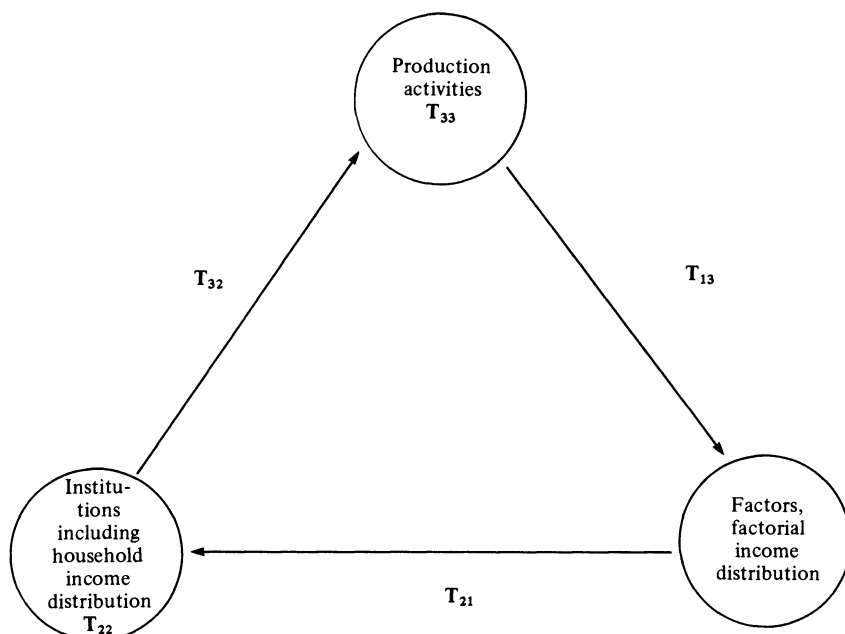 Production
activities
T33
T32
T13
Institu-
tions
including
household
income
distribution
T22
Factors,
factorial
income
distribution
T21